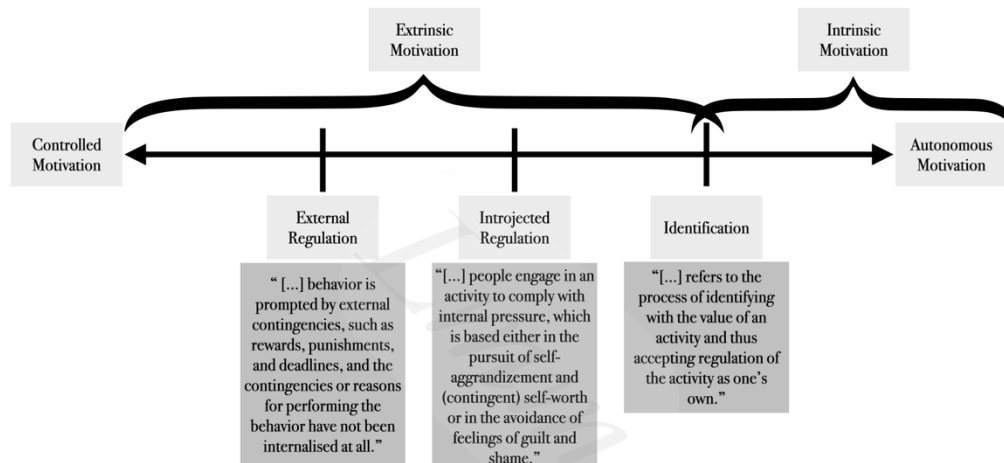 Extrinsic
Motivation
Intrinsic
Motivation
Controlled
Motivation
Autonomous
Motivation
External
Regulation
Introjected
Regulation
Identification
“ [...] behavior is
prompted by external
contingencies, such as
rewards, punishments,
and deadlines, and the
contingencies or reasons
for performing the
behavior have not been
internalised at all.”
“[...] people engage in an
activity to comply with
internal pressure, which
is based either in the
pursuit of self-
aggrandizement and
(contingent) self-worth
or in the avoidance of
feelings of guilt and
shame.”
“[...] refers to the
process of identifying
with the value of an
activity and thus
accepting regulation of
the activity as one’s
own.”